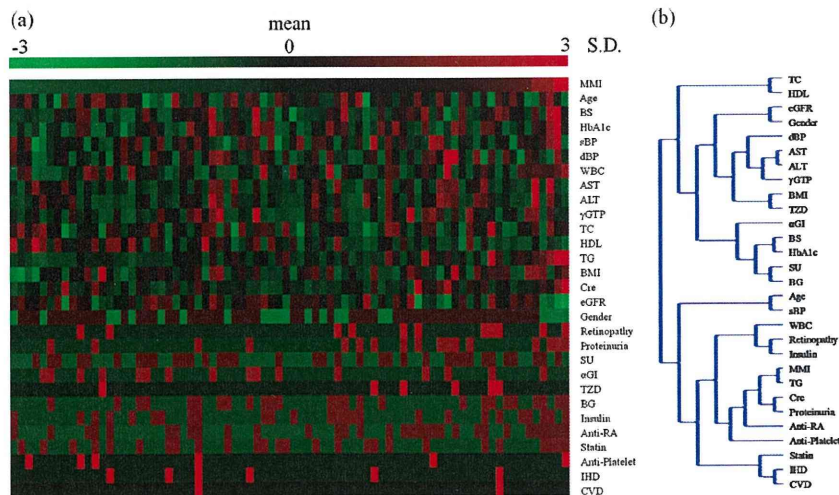 (a)
mean
-3
0
3
S.D.
MMI
Age
BS
HbA1c
sBP
dBP
WBC
AST
ALT
γGTP
TC
HDL
TG
BMI
Cre
eGFR
Gender
Retinopathy
Proteinuria
SU
αGI
TZD
BG
Insulin
Anti-RA
Statin
Anti-Platelet
IHD
CVD
(b)
TC
HDL
eGFR
Gender
dBP
AST
ALT
γGTP
BMI
TZD
αGI
BS
HbA1c
SU
BG
Age
sBP
WBC
Retinopathy
Insulin
MMI
TG
Cre
Proteinuria
Anti-RA
Anti-Platelet
Statin
IHD
CVD